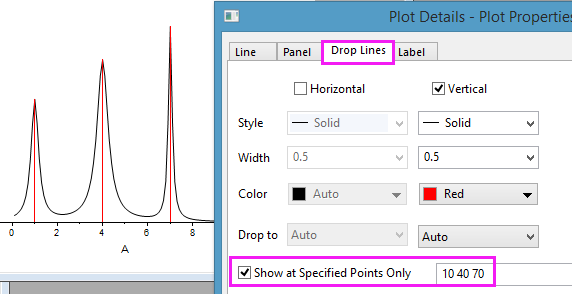 Plot Details - Plot Properties
Line Panel Drop Lines Label
Horizontal Vertical
Style Solid Solid
Width 0.5 0.5
Color Auto Red
Drop to Auto Auto
Show at Specified Points Only 10 40 70
0 2 4 6 8
A